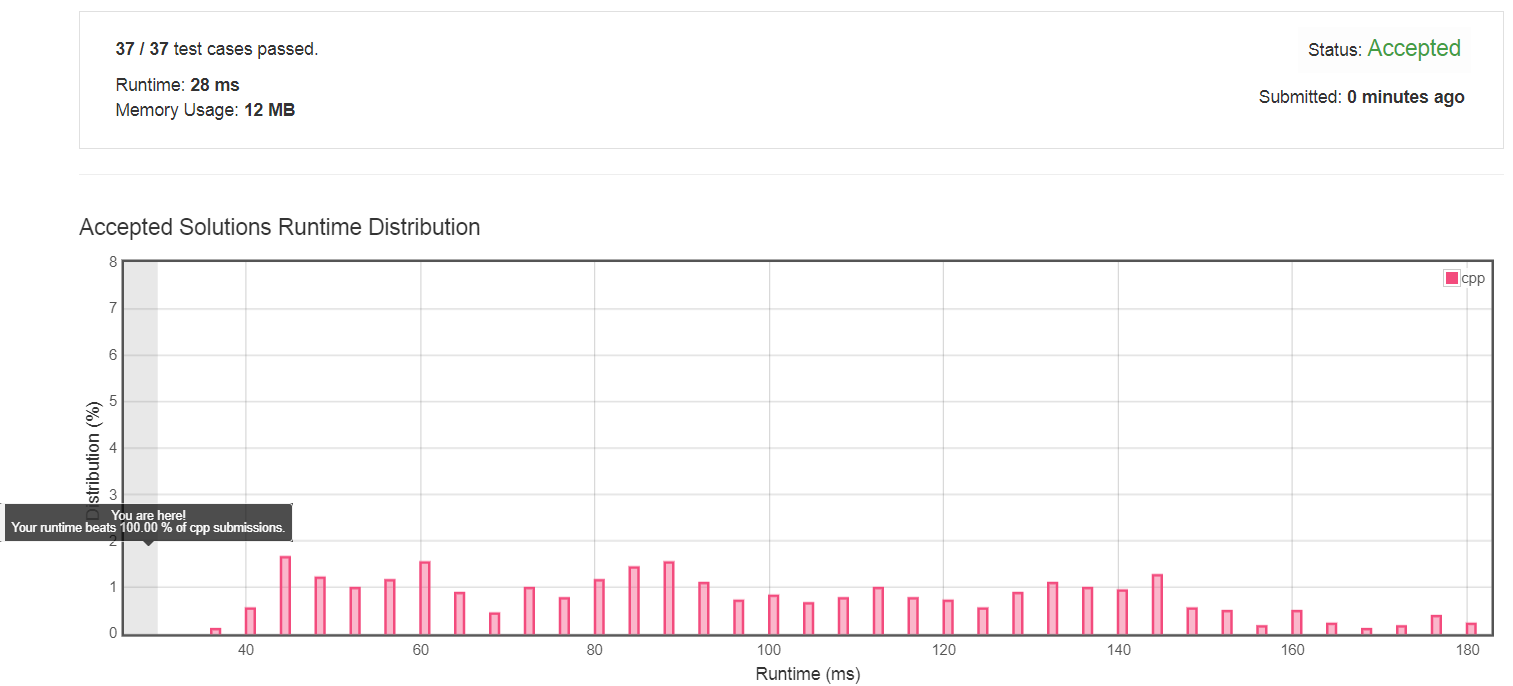 37 / 37 test cases passed.
Status: Accepted
Runtime: 28 ms
Memory Usage: 12 MB
Submitted: 0 minutes ago
Accepted Solutions Runtime Distribution
cpp
8
7
6
5
4
3
2
1
0
Distribution (%)
You are here!
Your runtime beats 100.00 % of cpp submissions.
40 60 80 100 120 140 160 180
Runtime (ms)